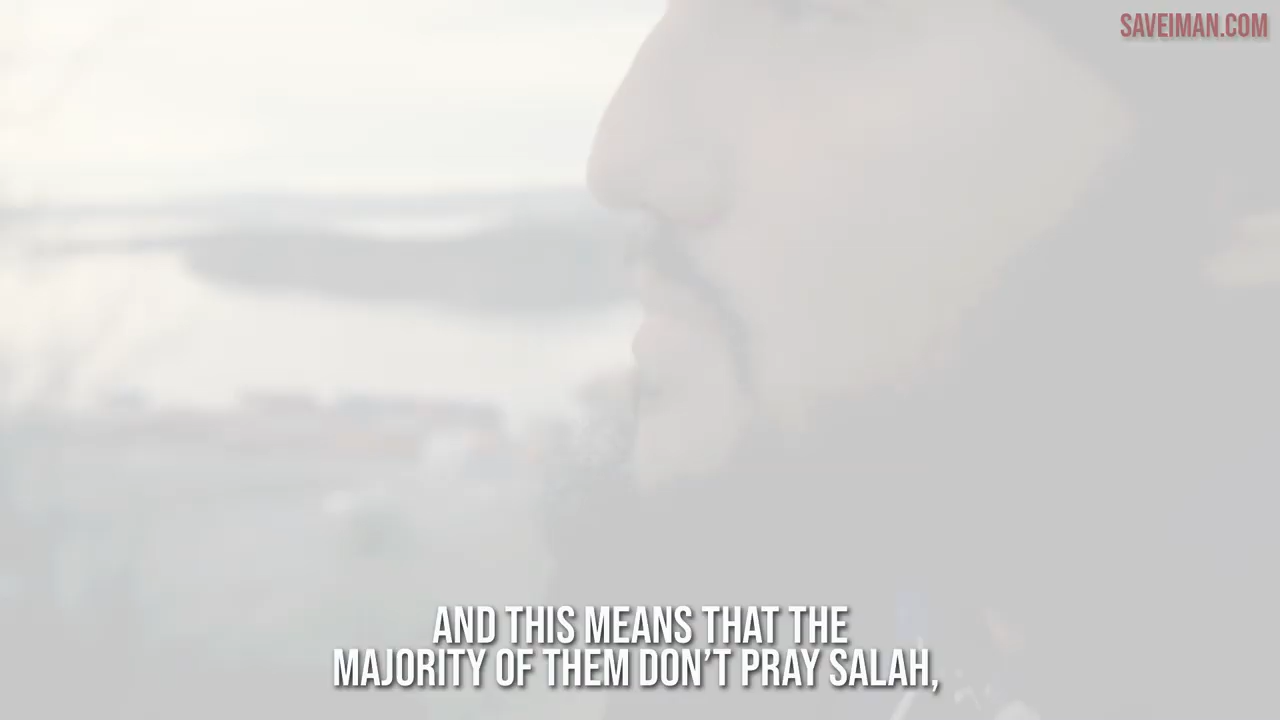 SAVEIMAN.COM
AND THIS MEANS THAT THE
MAJORITY OF THEM DON'T PRAY SALAH,